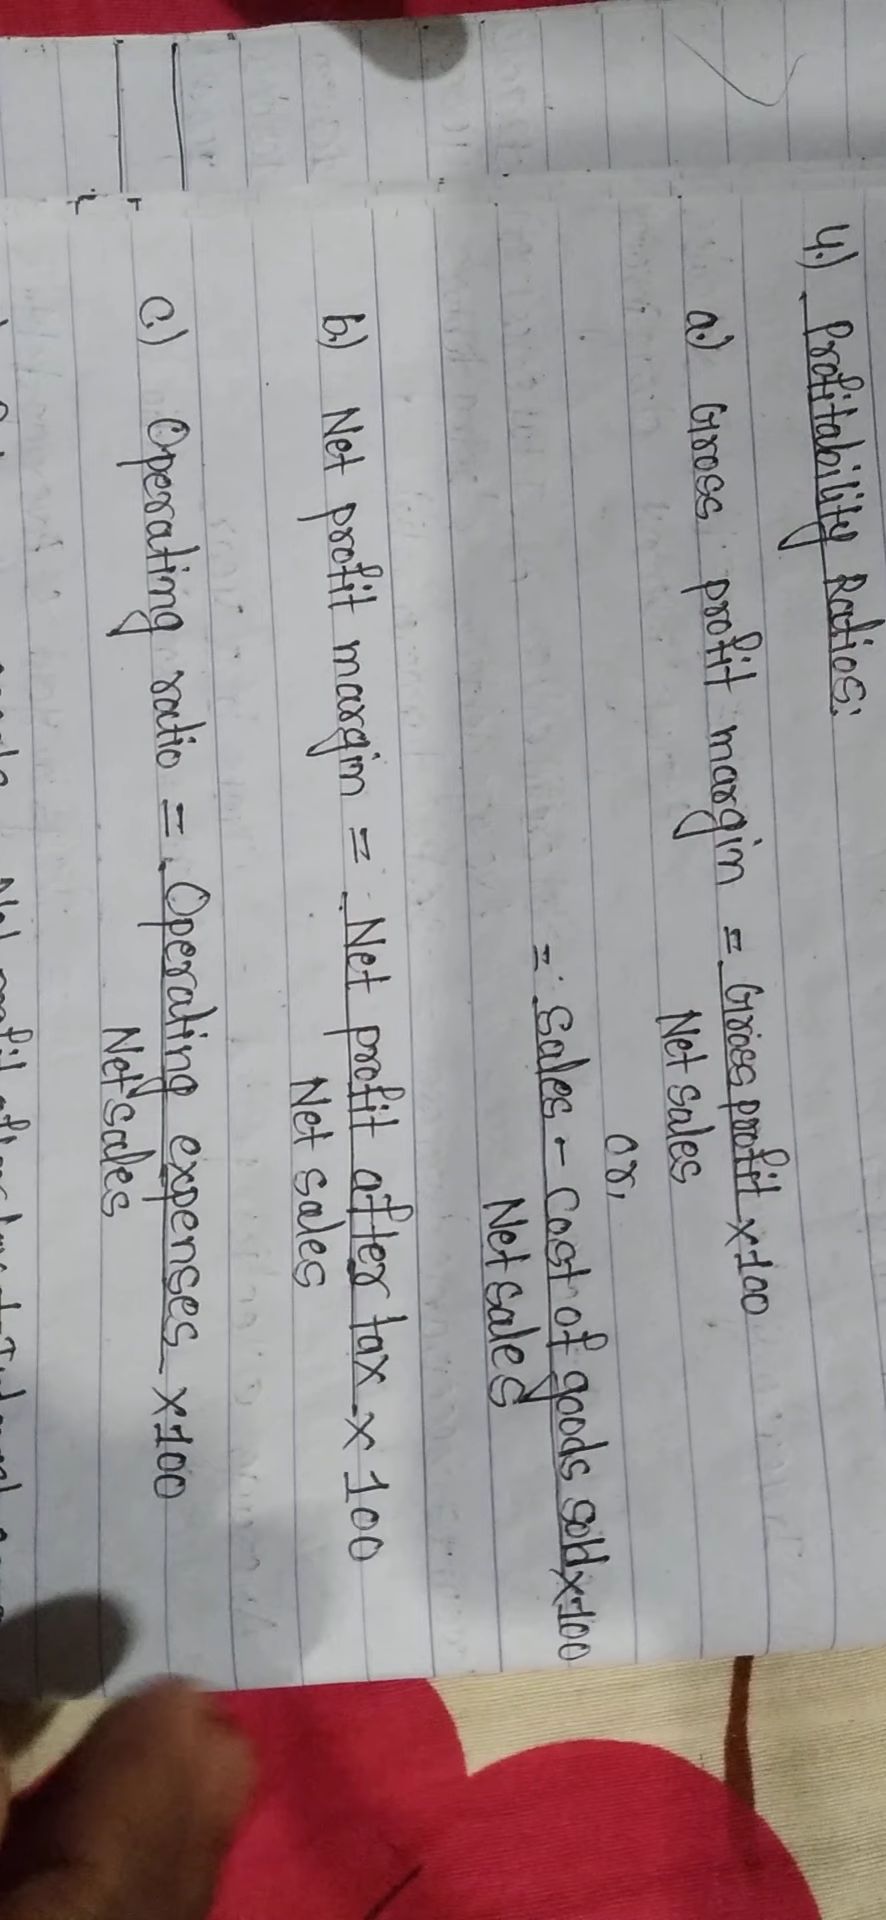 4.) Profitability Ratios:
a.) Gross profit margin = Gross profit x 100
Net sales
or,
= Sales - Cost of goods sold x 100
Net sales
b.) Net profit margin = Net profit after tax x 100
Net sales
c.) Operating ratio = Operating expenses x 100
Net sales